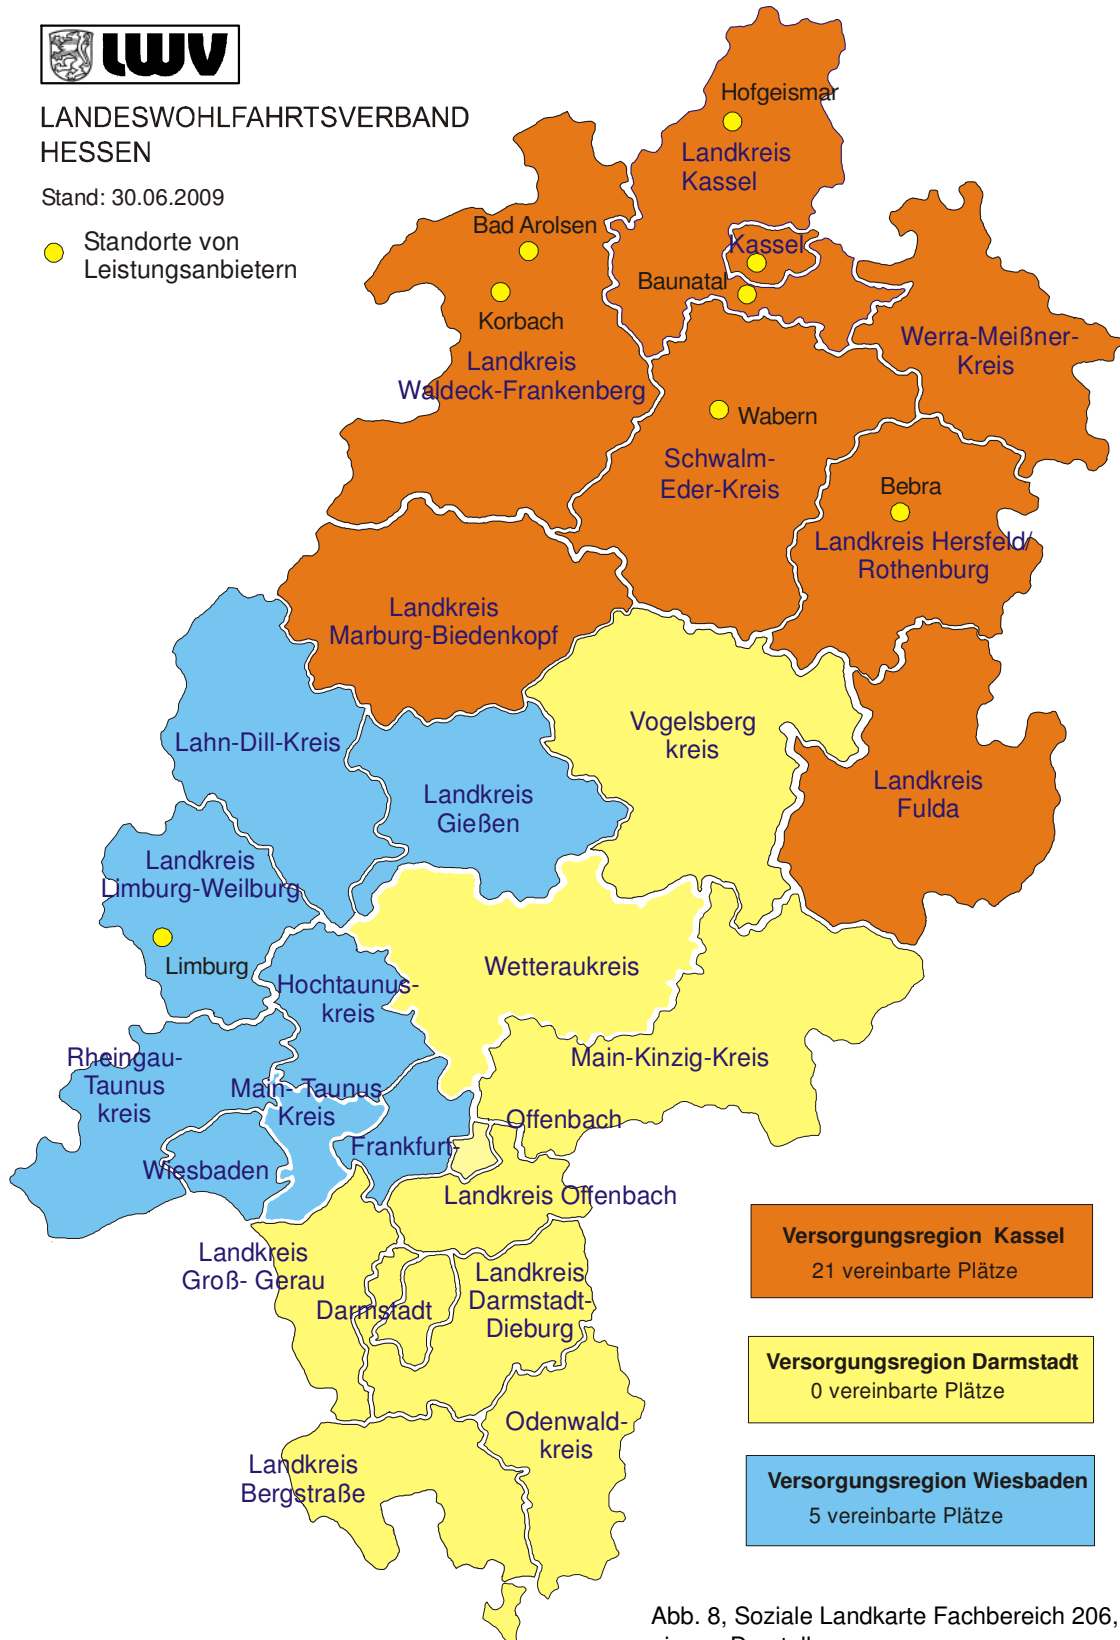 LWV
LANDESWOHLFAHRTSVERBAND
HESSEN
Stand: 30.06.2009
Standorte von
Leistungsanbietern
Hofgeismar
Landkreis
Kassel
Bad Arolsen
Kassel
Baunatal
Korbach
Landkreis
Waldeck-Frankenberg
Werra-Meißner-
Kreis
Wabern
Schwalm-
Eder-Kreis
Bebra
Landkreis Hersfeld/
Rothenburg
Landkreis
Marburg-Biedenkopf
Vogelsberg
kreis
Lahn-Dill-Kreis
Landkreis
Gießen
Landkreis
Fulda
Landkreis
Limburg-Weilburg
Limburg
Wetteraukreis
Hochtaunus-
kreis
Rheingau-
Taunus
kreis
Main- Taunus
Kreis
Main-Kinzig-Kreis
Offenbach
Frankfurt-
Wiesbaden
Landkreis Offenbach
Landkreis
Groß- Gerau
Darmstadt
Landkreis
Darmstadt-
Dieburg
Odenwald-
kreis
Landkreis
Bergstraße
Versorgungsregion Kassel
21 vereinbarte Plätze
Versorgungsregion Darmstadt
0 vereinbarte Plätze
Versorgungsregion Wiesbaden
5 vereinbarte Plätze
Abb. 8, Soziale Landkarte Fachbereich 206,